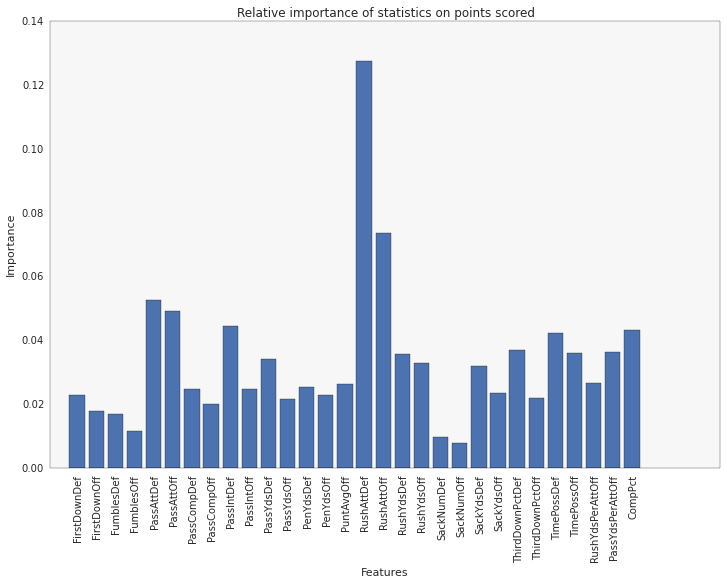 Relative importance of statistics on points scored
0.14
0.12
0.10
0.08
0.06
0.04
0.02
0.00
Importance
FirstDownDef
FirstDownOff
FumblesDef
FumblesOff
PassAttDef
PassAttOff
PassCompDef
PassCompOff
PassIntDef
PassIntOff
PassYdsDef
PassYdsOff
PenYdsDef
PenYdsOff
PuntAvgOff
RushAttDef
RushAttOff
RushYdsDef
RushYdsOff
SackNumDef
SackNumOff
SackYdsDef
SackYdsOff
ThirdDownPctDef
ThirdDownPctOff
TimePossDef
TimePossOff
RushYdsPerAttOff
PassYdsPerAttOff
CompPct
Features